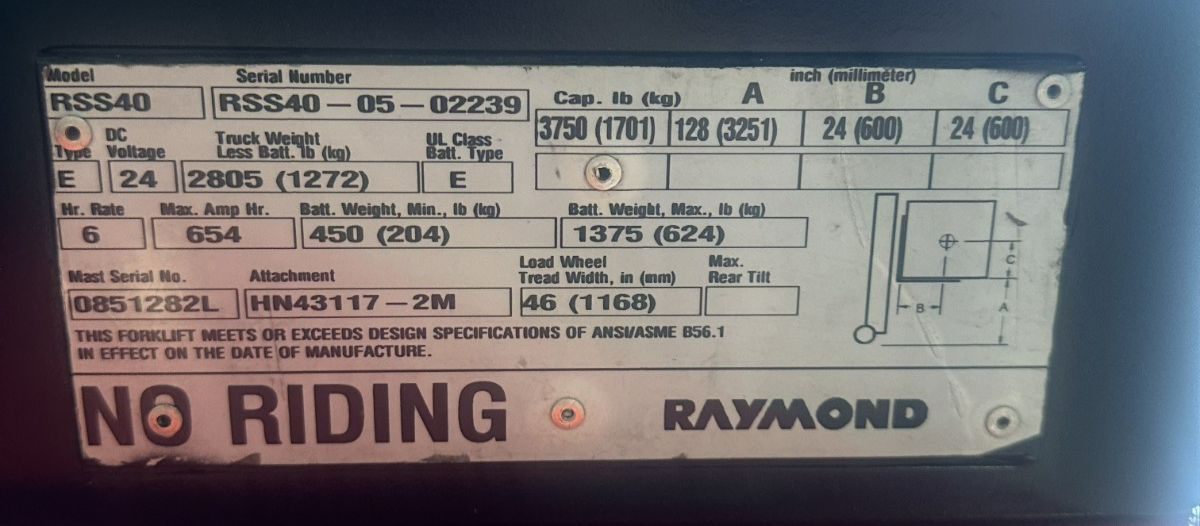 Model Serial Number inch (millimeter)
RSS40 RSS40-05-02239 Cap. lb (kg) A B C
3750 (1701) 128 (3251) 24 (600) 24 (600)
DC Truck Weight UL Class
Type Voltage Less Batt. lb (kg) Batt. Type
E 24 2805 (1272) E
Hr. Rate Max. Amp Hr. Batt. Weight, Min., lb (kg) Batt. Weight, Max., lb (kg)
6 654 450 (204) 1375 (624)
Load Wheel Max.
Mast Serial No. Attachment Tread Width, in (mm) Rear Tilt
0851282L HN43117-2M 46 (1168)
C
B A
THIS FORKLIFT MEETS OR EXCEEDS DESIGN SPECIFICATIONS OF ANSI/ASME B56.1
IN EFFECT ON THE DATE OF MANUFACTURE.
NO RIDING RAYMOND